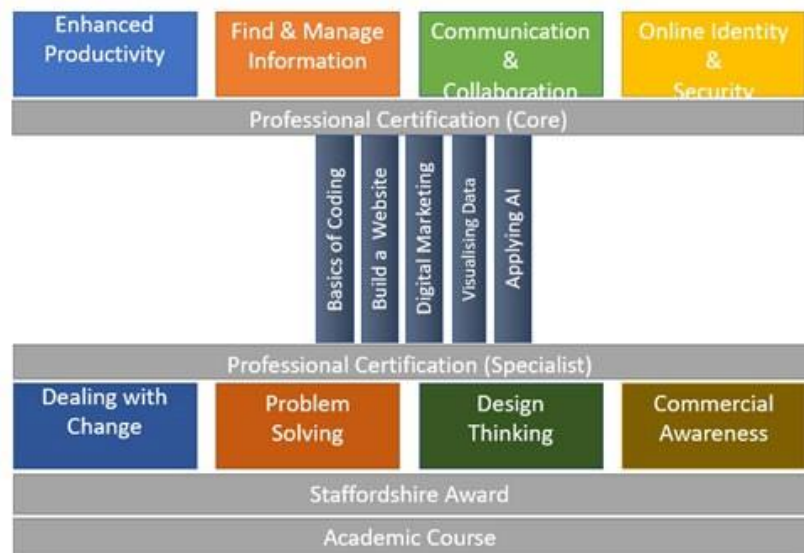 Enhanced
Productivity
Find & Manage
Information
Communication
&
Collaboration
Online Identity
&
Security
Professional Certification (Core)
Basics of Coding
Build a Website
Digital Marketing
Visualising Data
Applying AI
Professional Certification (Specialist)
Dealing with
Change
Problem
Solving
Design
Thinking
Commercial
Awareness
Staffordshire Award
Academic Course